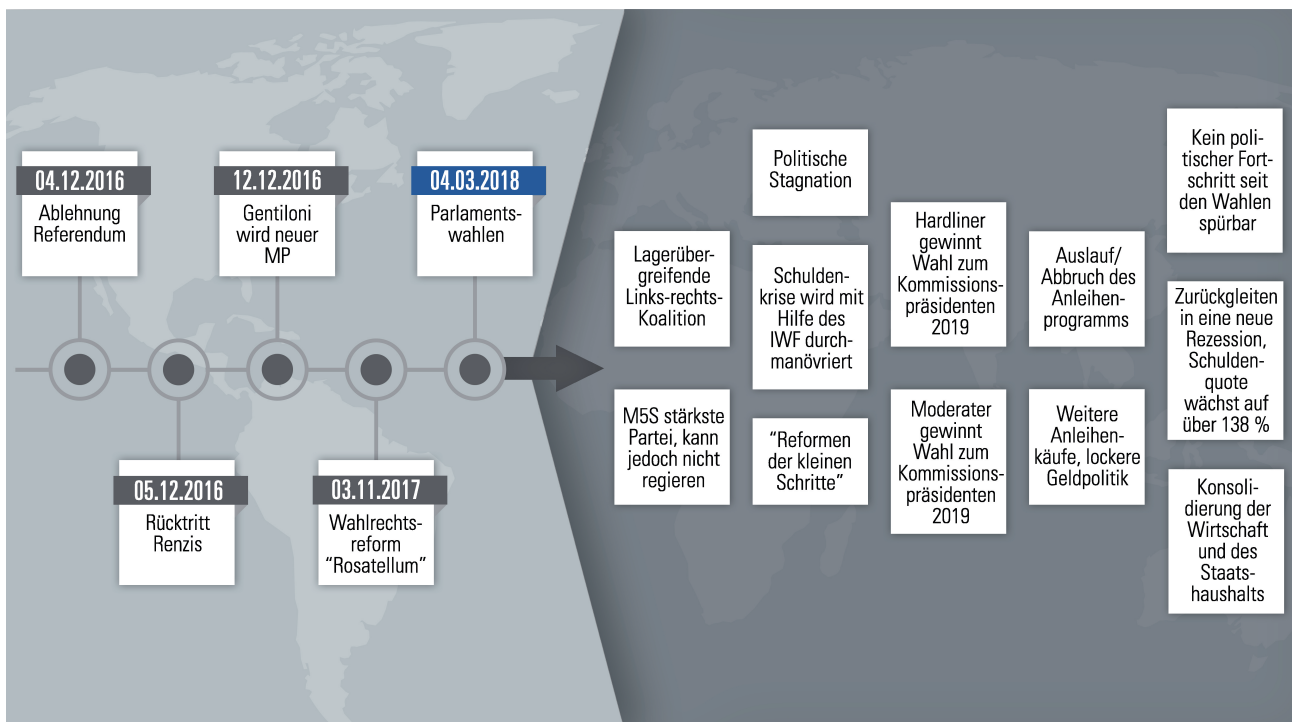 04.12.2016
Ablehnung
Referendum
05.12.2016
Rücktritt
Renzis
12.12.2016
Gentiloni
wird neuer
MP
03.11.2017
Wahlrechts-
reform
“Rosatellum”
04.03.2018
Parlaments-
wahlen
Lagerüber-
greifende
Links-rechts-
Koalition
M5S stärkste
Partei, kann
jedoch nicht
regieren
Politische
Stagnation
Schulden-
krise wird mit
Hilfe des
IWF durch-
manövriert
“Reformen
der kleinen
Schritte”
Hardliner
gewinnt
Wahl zum
Kommissions-
präsidenten
2019
Moderater
gewinnt
Wahl zum
Kommissions-
präsidenten
2019
Auslauf/
Abbruch des
Anleihen-
programms
Weitere
Anleihen-
käufe, lockere
Geldpolitik
Kein poli-
tischer Fort-
schritt seit
den Wahlen
spürbar
Zurückgleiten
in eine neue
Rezession,
Schulden-
quote
wächst auf
über 138 %
Konsoli-
dierung der
Wirtschaft
und des
Staats-
haushalts